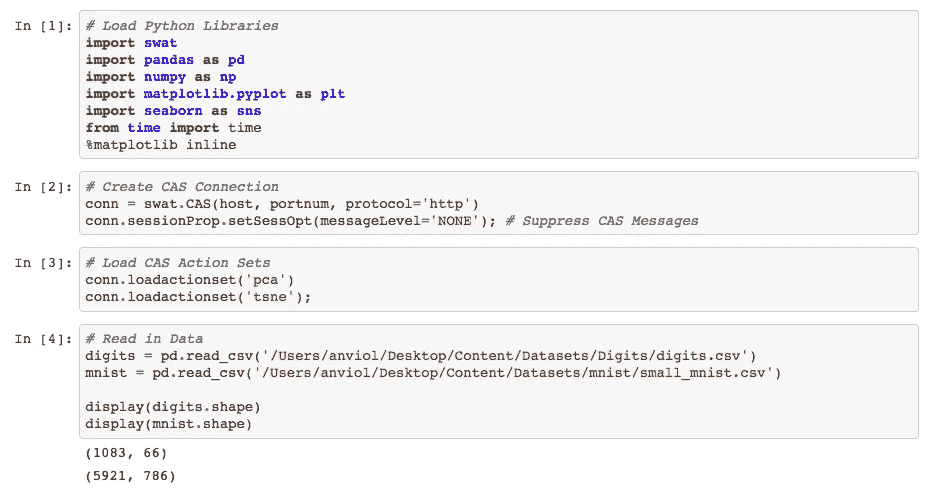 In [1]: # Load Python Libraries
import swat
import pandas as pd
import numpy as np
import matplotlib.pyplot as plt
import seaborn as sns
from time import time
%matplotlib inline
In [2]: # Create CAS Connection
conn = swat.CAS(host, portnum, protocol='http')
conn.sessionProp.setSessOpt(messageLevel='NONE'); # Suppress CAS Messages
In [3]: # Load CAS Action Sets
conn.loadactionset('pca')
conn.loadactionset('tsne');
In [4]: # Read in Data
digits = pd.read_csv('/Users/anviol/Desktop/Content/Datasets/Digits/digits.csv')
mnist = pd.read_csv('/Users/anviol/Desktop/Content/Datasets/mnist/small_mnist.csv')
display(digits.shape)
display(mnist.shape)
(1083, 66)
(5921, 786)